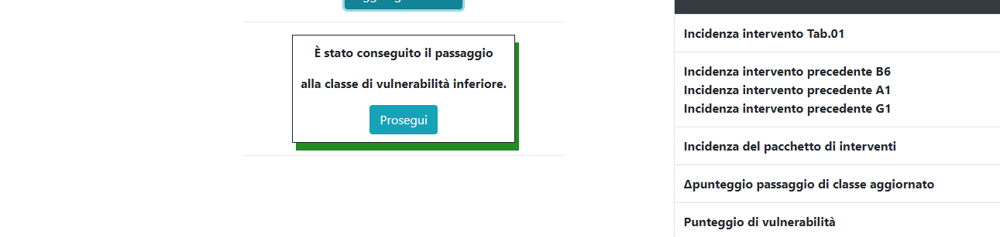 È stato conseguito il passaggio
alla classe di vulnerabilità inferiore.
Prosegui
Incidenza intervento Tab.01
Incidenza intervento precedente B6
Incidenza intervento precedente A1
Incidenza intervento precedente G1
Incidenza del pacchetto di interventi
Δpunteggio passaggio di classe aggiornato
Punteggio di vulnerabilità